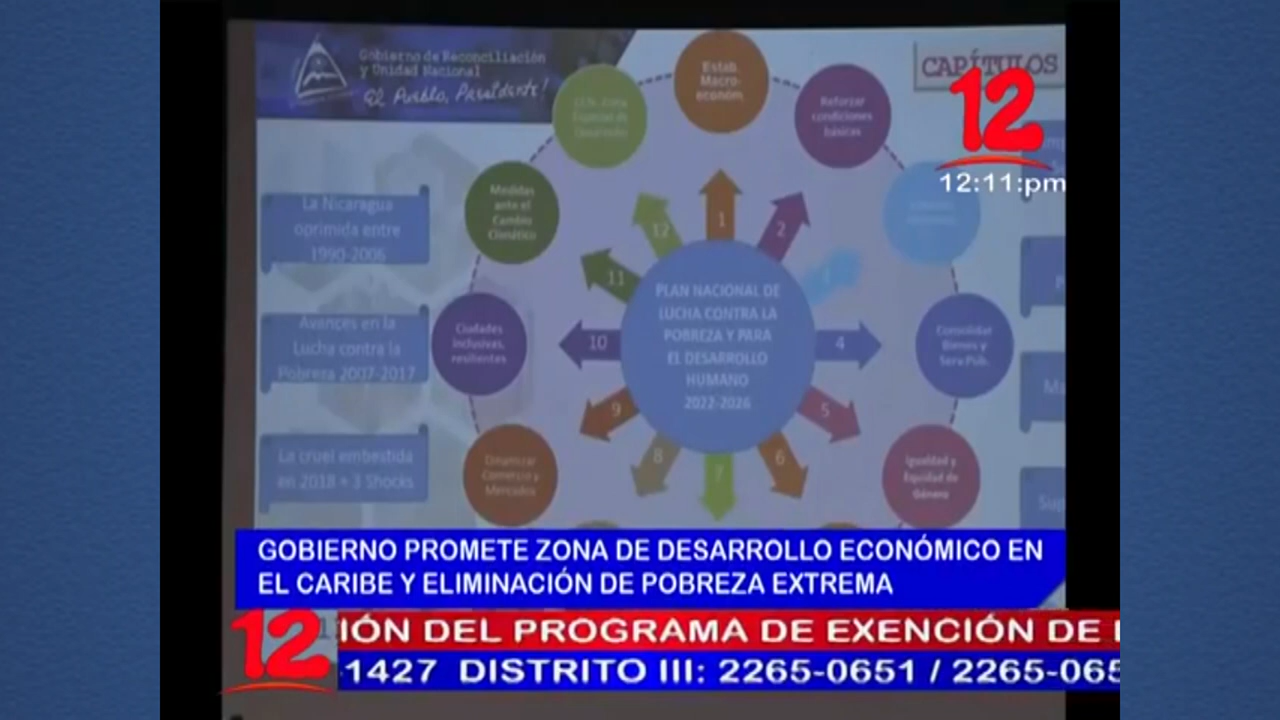 Gobierno de Reconciliación
y Unidad Nacional
El Pueblo, Presidente!
CAPÍTULOS
12
12:11:pm
Estab.
Macro-
económ.
Reforzar
condiciones
básicas
Medidas
ante el
Cambio
Climático
La Nicaragua
oprimida entre
1990-2006
12
1
2
11
PLAN NACIONAL DE
LUCHA CONTRA LA
POBREZA Y PARA
EL DESARROLLO
HUMANO
2022-2026
Avances en la
Lucha contra la
Pobreza 2007-2017
Ciudades
inclusivas,
resilientes
10
4
Consolidar
Bienes y
Serv.Púb.
Ma
9
5
8
7
6
La cruel embestida
en 2018 + 3 Shocks
Dinamizar
Comercio y
Mercados
Igualdad y
Equidad de
Género
Sup
GOBIERNO PROMETE ZONA DE DESARROLLO ECONÓMICO EN
EL CARIBE Y ELIMINACIÓN DE POBREZA EXTREMA
12
IÓN DEL PROGRAMA DE EXENCIÓN DE
1427 DISTRITO III: 2265-0651 / 2265-065